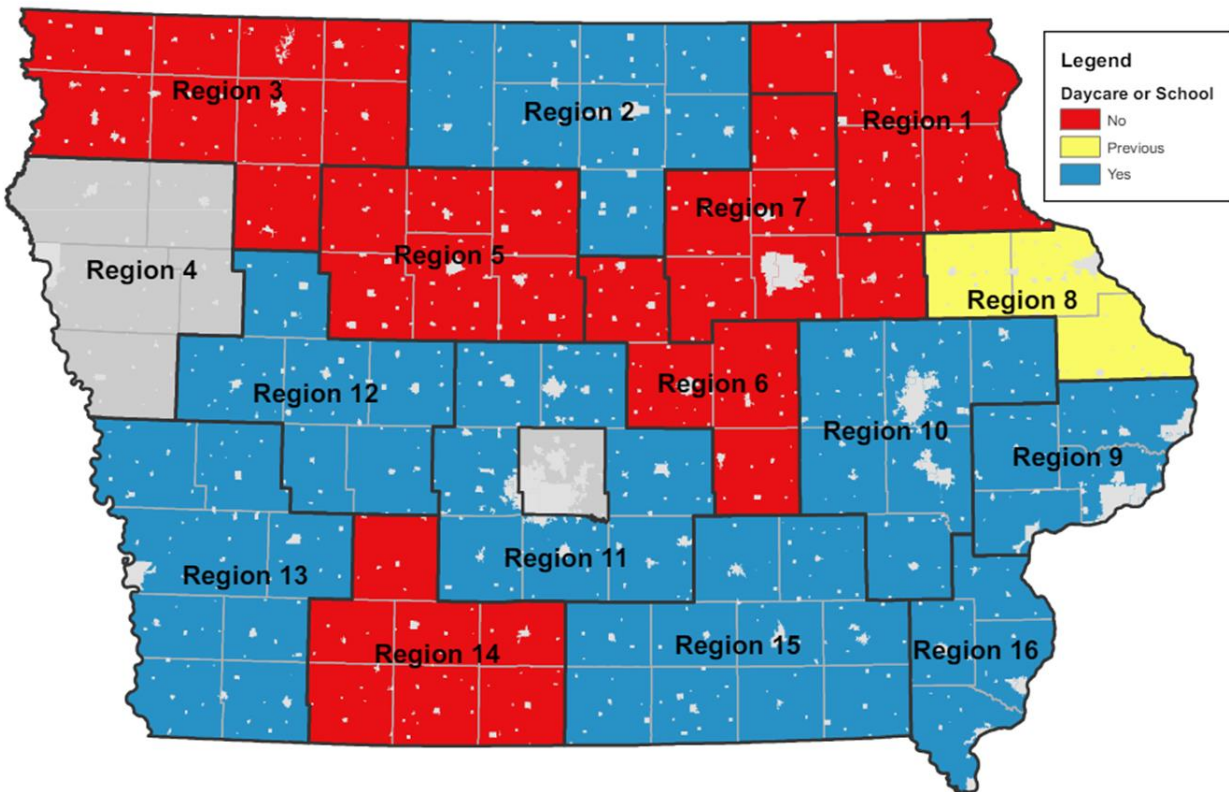 Legend
Daycare or School
No
Previous
Yes
Region 3
Region 2
Region 1
Region 7
Region 5
Region 4
Region 8
Region 6
Region 12
Region 10
Region 9
Region 11
Region 13
Region 15
Region 14
Region 16